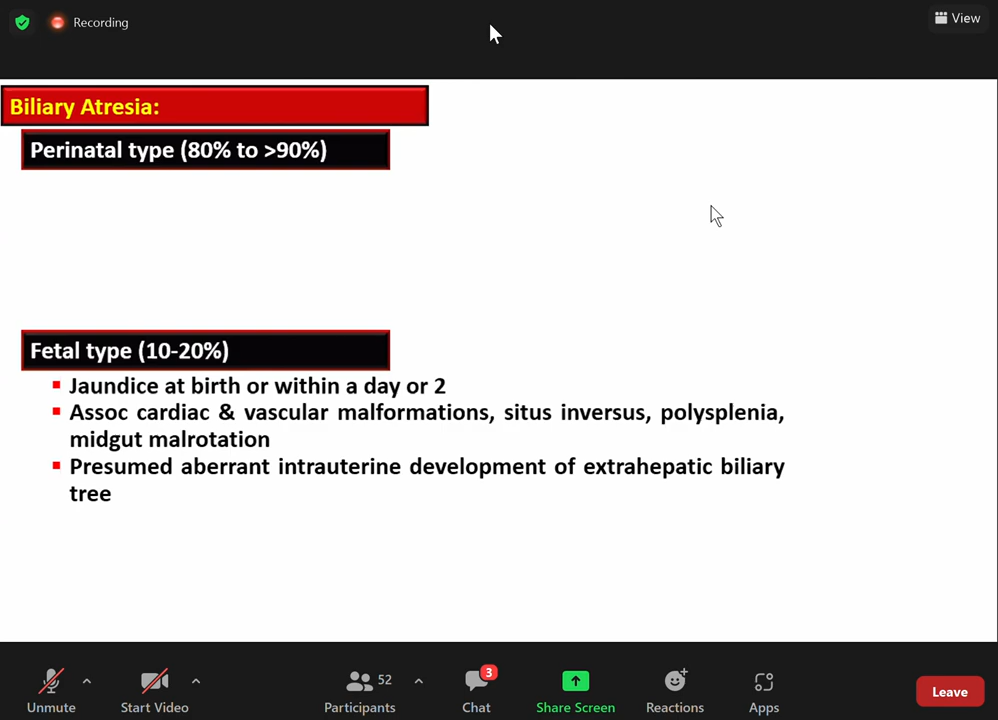 Recording
View
Biliary Atresia:
Perinatal type (80% to >90%)
Fetal type (10-20%)
Jaundice at birth or within a day or 2
Assoc cardiac & vascular malformations, situs inversus, polysplenia,
midgut malrotation
Presumed aberrant intrauterine development of extrahepatic biliary
tree
52
3
Unmute
Start Video
Participants
Chat
Share Screen
Reactions
Apps
Leave